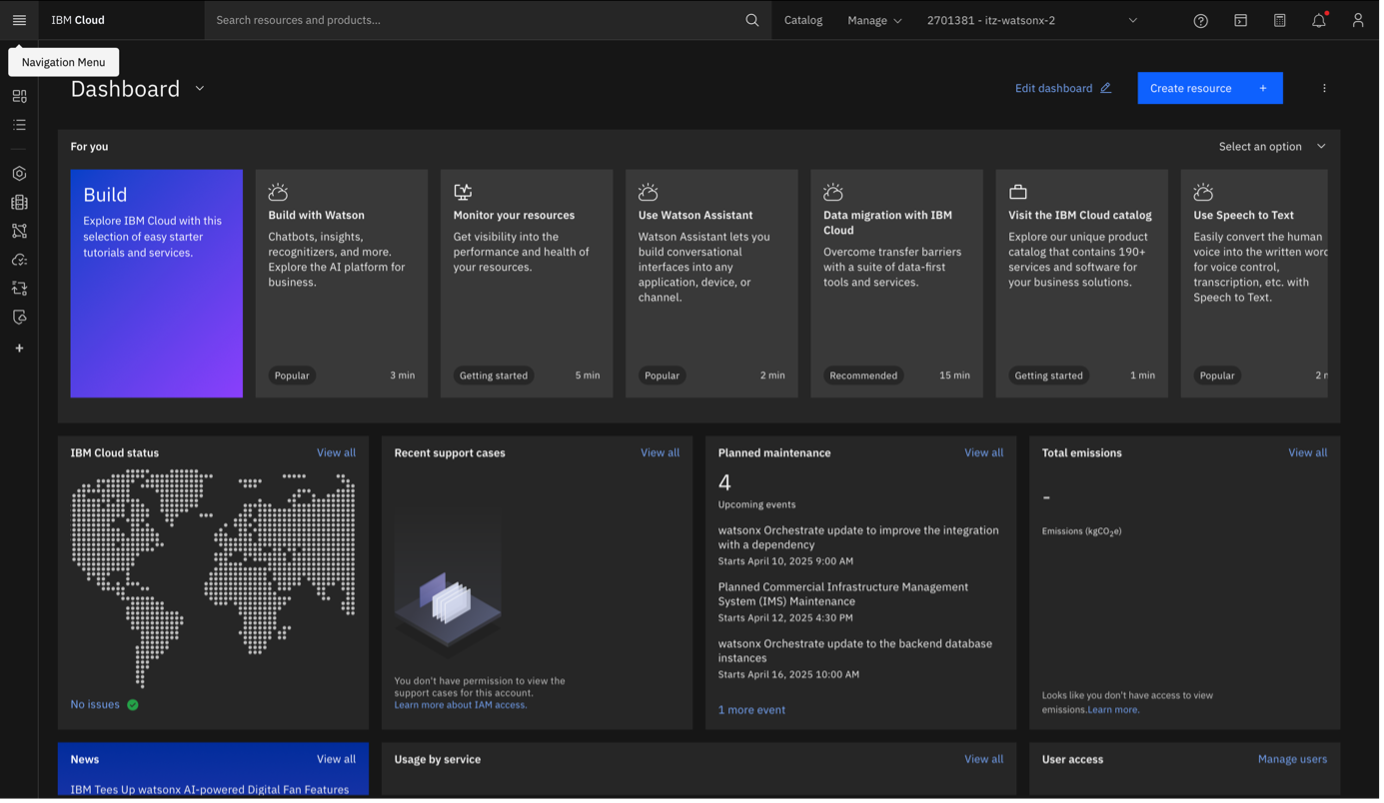 IBM Cloud
Search resources and products...
Catalog
Manage
2701381 - itz-watsonx-2
Navigation Menu
Dashboard
Edit dashboard
Create resource +
For you
Select an option
Build
Explore IBM Cloud with this
selection of easy starter
tutorials and services.
Build with Watson
Chatbots, insights,
recognizers, and more.
Explore the AI platform for
business.
Popular
3 min
Monitor your resources
Get visibility into the
performance and health of
your resources.
Getting started
5 min
Use Watson Assistant
Watson Assistant lets you
build conversational
interfaces into any
application, device, or
channel.
Popular
2 min
Data migration with IBM
Cloud
Overcome transfer barriers
with a suite of data-first
tools and services.
Recommended
15 min
Visit the IBM Cloud catalog
Explore our unique product
catalog that contains 190+
services and software for
your business solutions.
Getting started
1 min
Use Speech to Text
Easily convert the human
voice into the written word
for voice control,
transcription, etc. with
Speech to Text.
Popular
2
IBM Cloud status
View all
No issues
Recent support cases
View all
You don't have permission to view the
support cases for this account.
Learn more about IAM access.
Planned maintenance
View all
4
Upcoming events
watsonx Orchestrate update to improve the integration
with a dependency
Starts April 10, 2025 9:00 AM
Planned Commercial Infrastructure Management
System (IMS) Maintenance
Starts April 12, 2025 4:30 PM
watsonx Orchestrate update to the backend database
instances
Starts April 16, 2025 10:00 AM
1 more event
Total emissions
View all
-
Emissions (kgCO₂e)
Looks like you don't have access to view
emissions.Learn more.
News
View all
IBM Tees Up watsonx AI-powered Digital Fan Features
Usage by service
View all
User access
Manage users